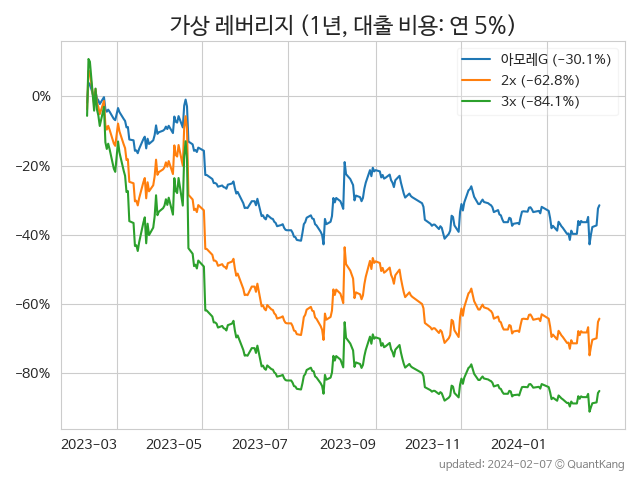 가상 레버리지 (1년, 대출 비용: 연 5%)
아모레G (−30.1%)
2x (−62.8%)
3x (−84.1%)
0%
−20%
−40%
−60%
−80%
2023-03 2023-05 2023-07 2023-09 2023-11 2024-01
updated: 2024-02-07 © QuantKang